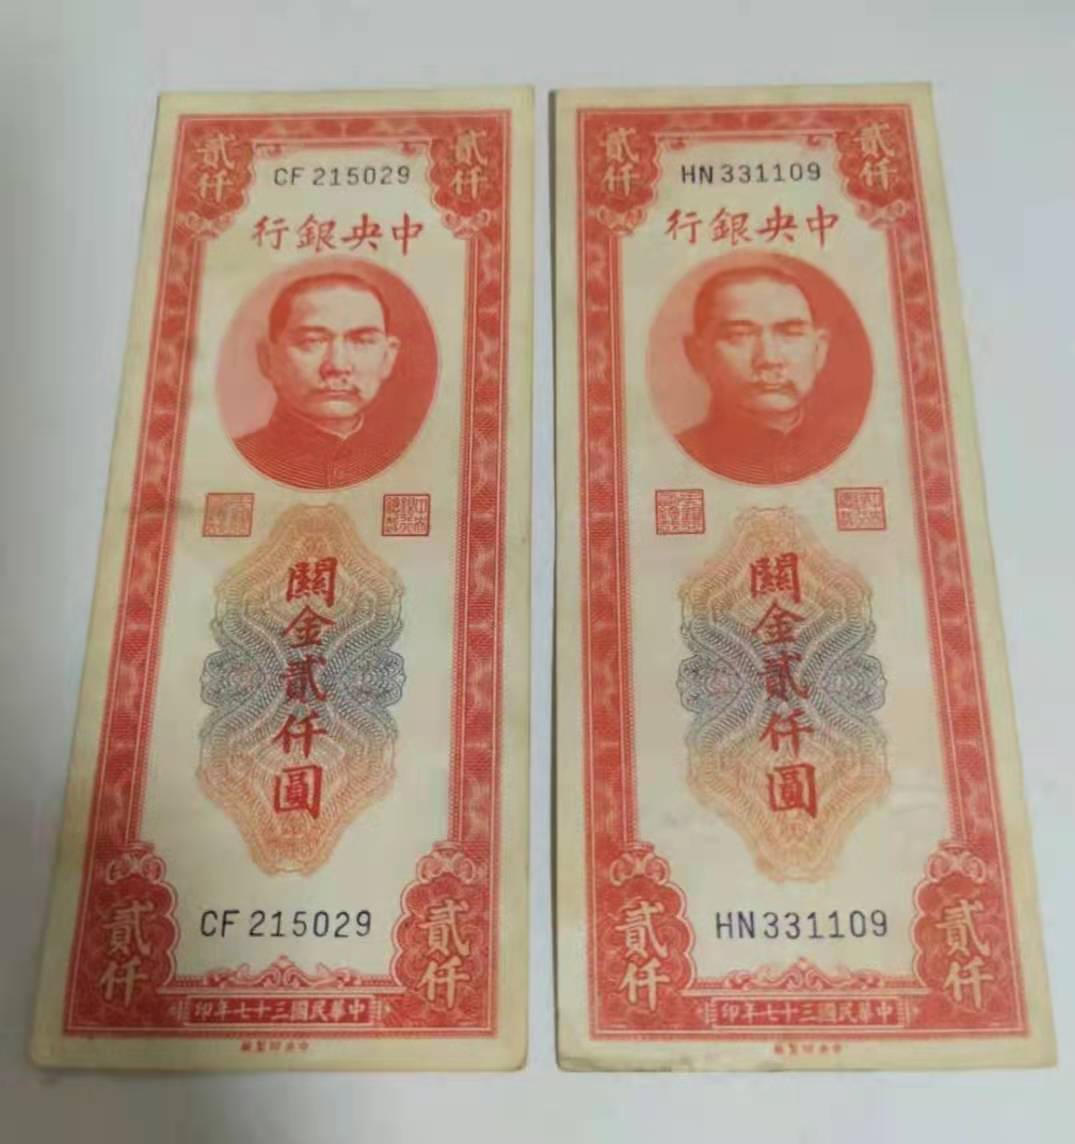 貳仟
CF 215029
貳仟
中央銀行
關金貳仟圓
貳仟
CF 215029
貳仟
中華民國三十七年印
貳仟
HN 331109
貳仟
中央銀行
關金貳仟圓
貳仟
HN 331109
貳仟
中華民國三十七年印